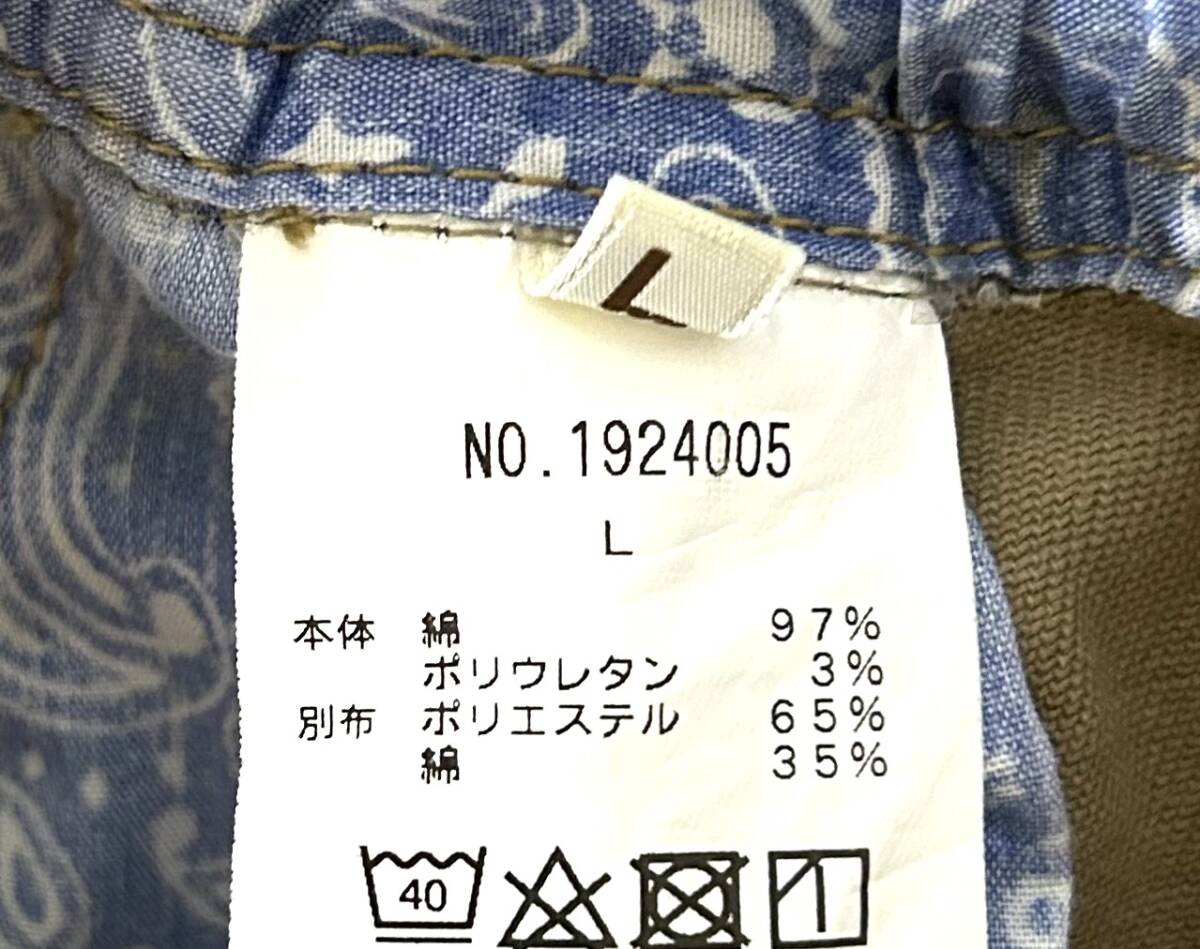 L
NO.1924005
L
本体 綿 97%
ポリウレタン 3%
別布 ポリエステル 65%
綿 35%
40